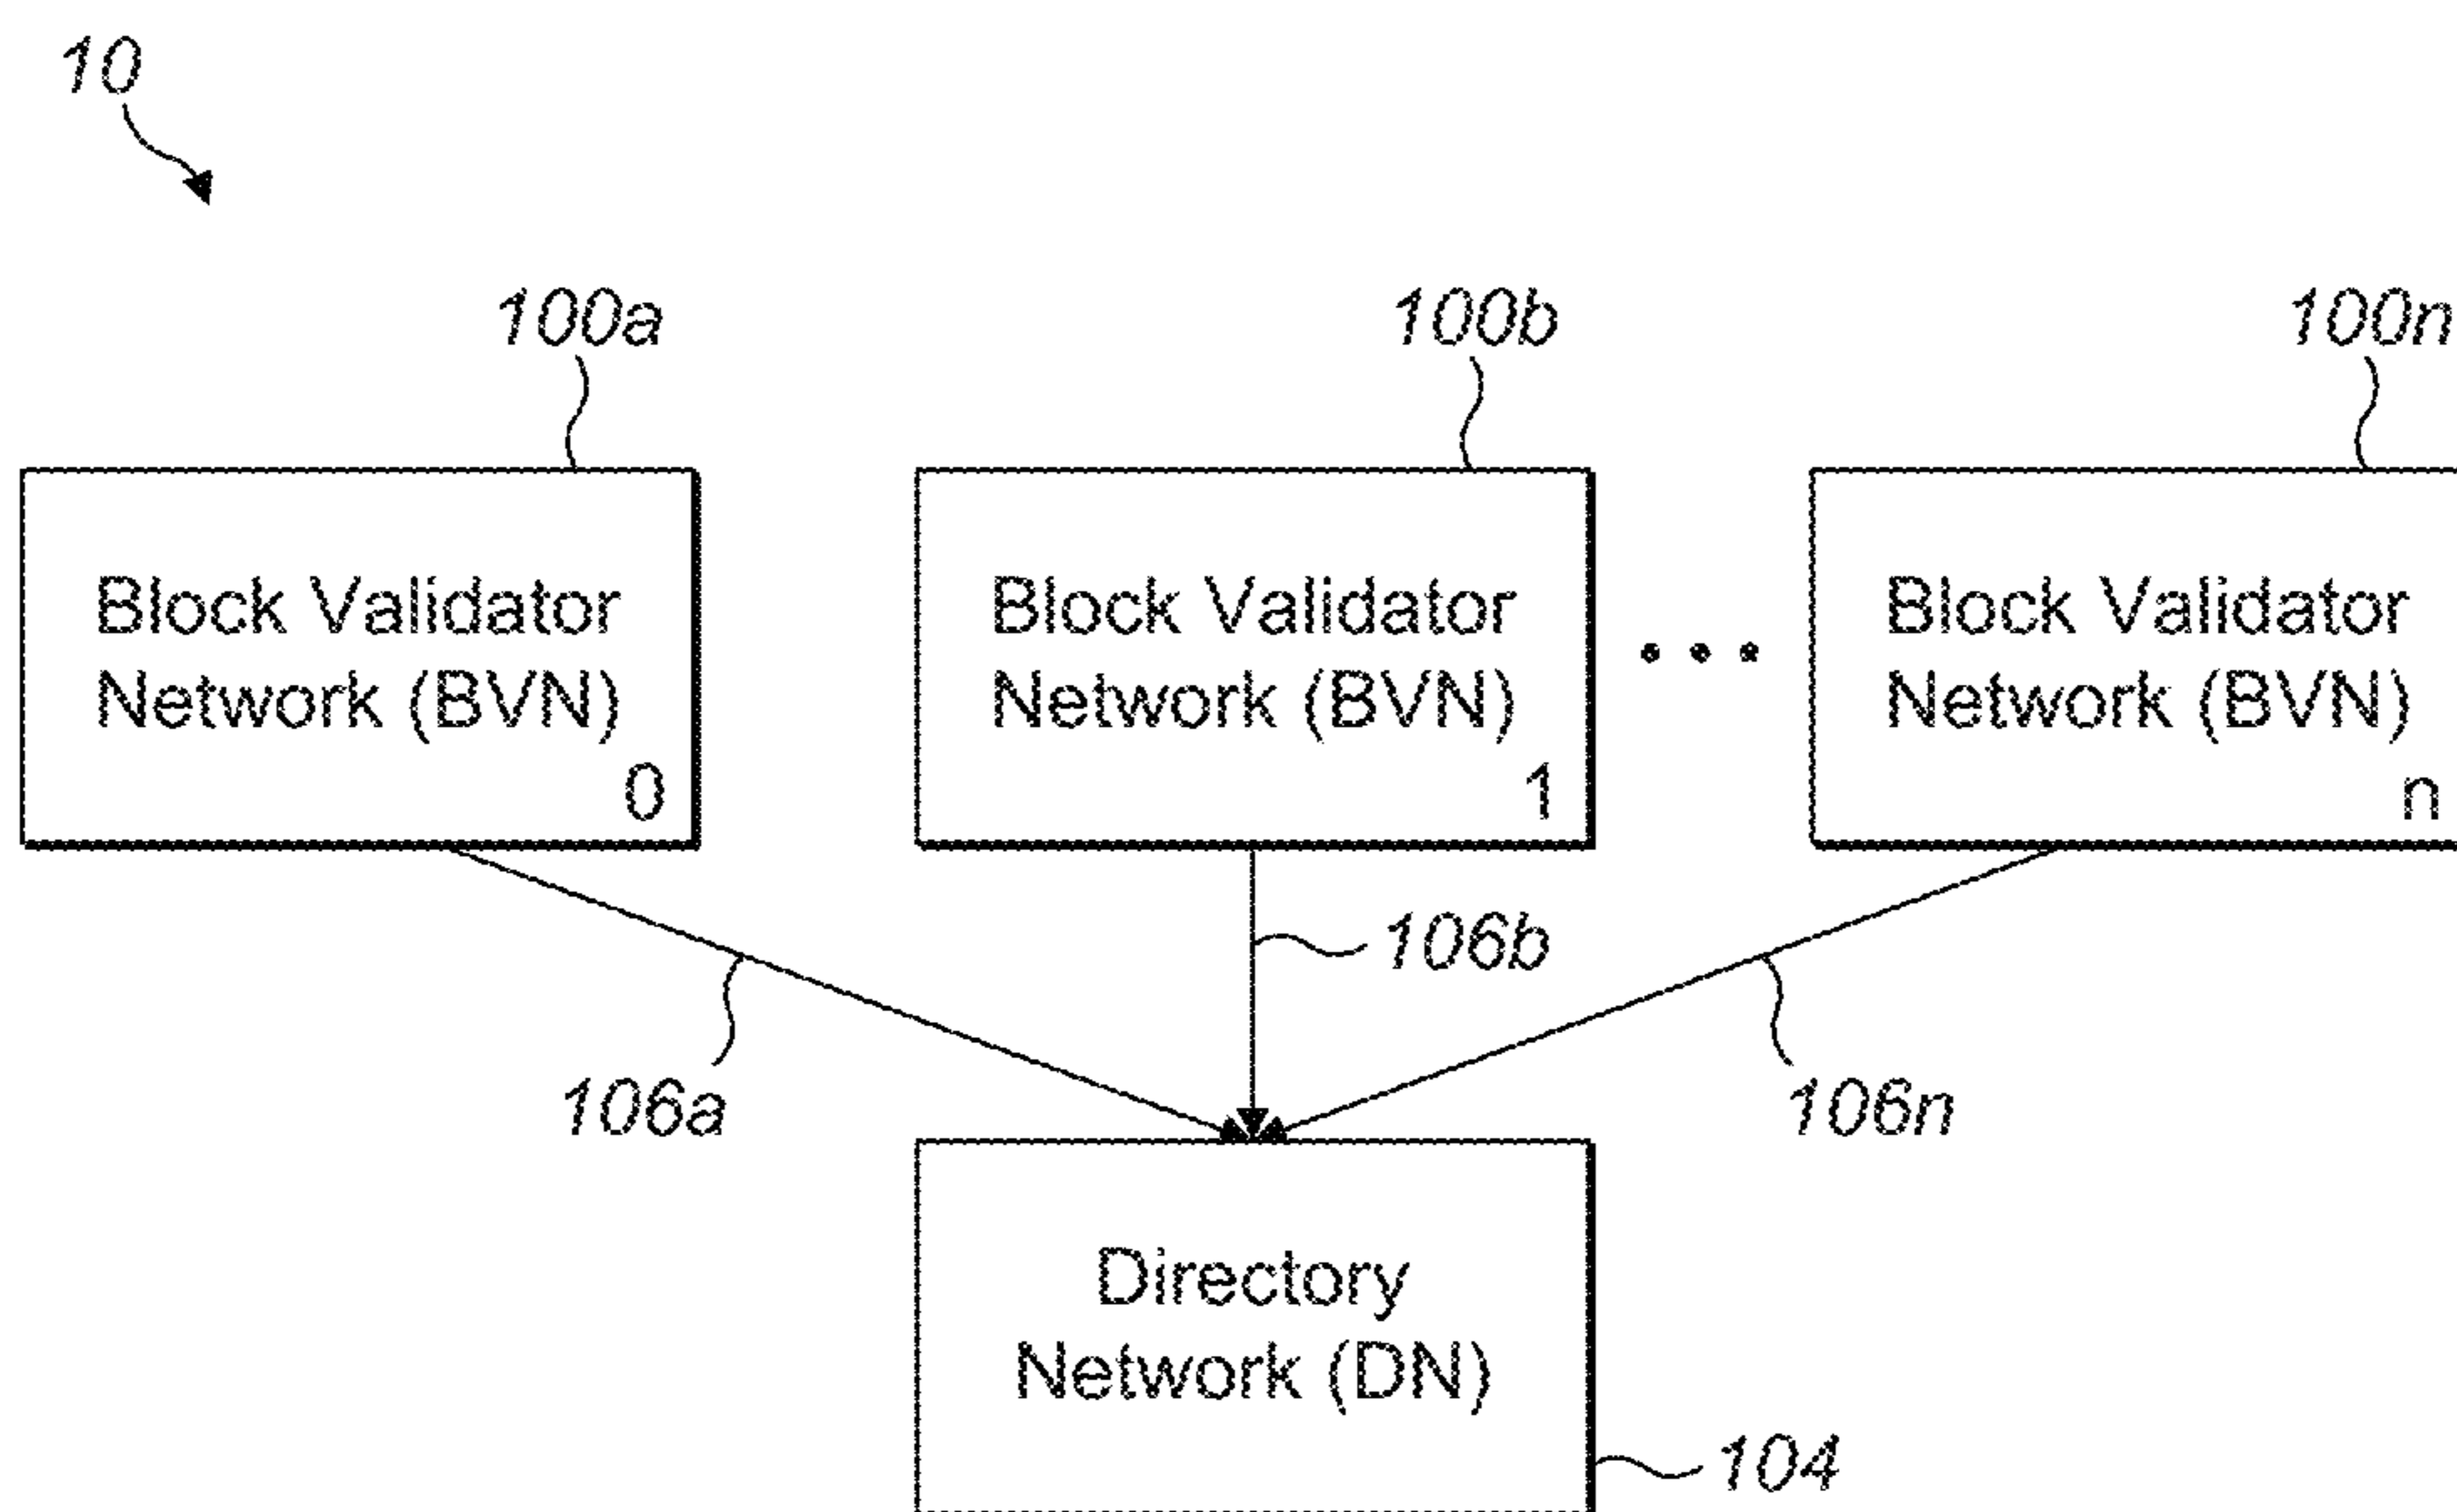 10
100a
100b
100n
Block Validator
Network (BVN)
0
Block Validator
Network (BVN)
1
Block Validator
Network (BVN)
n
106b
106a
106n
Directory
Network (DN)
104